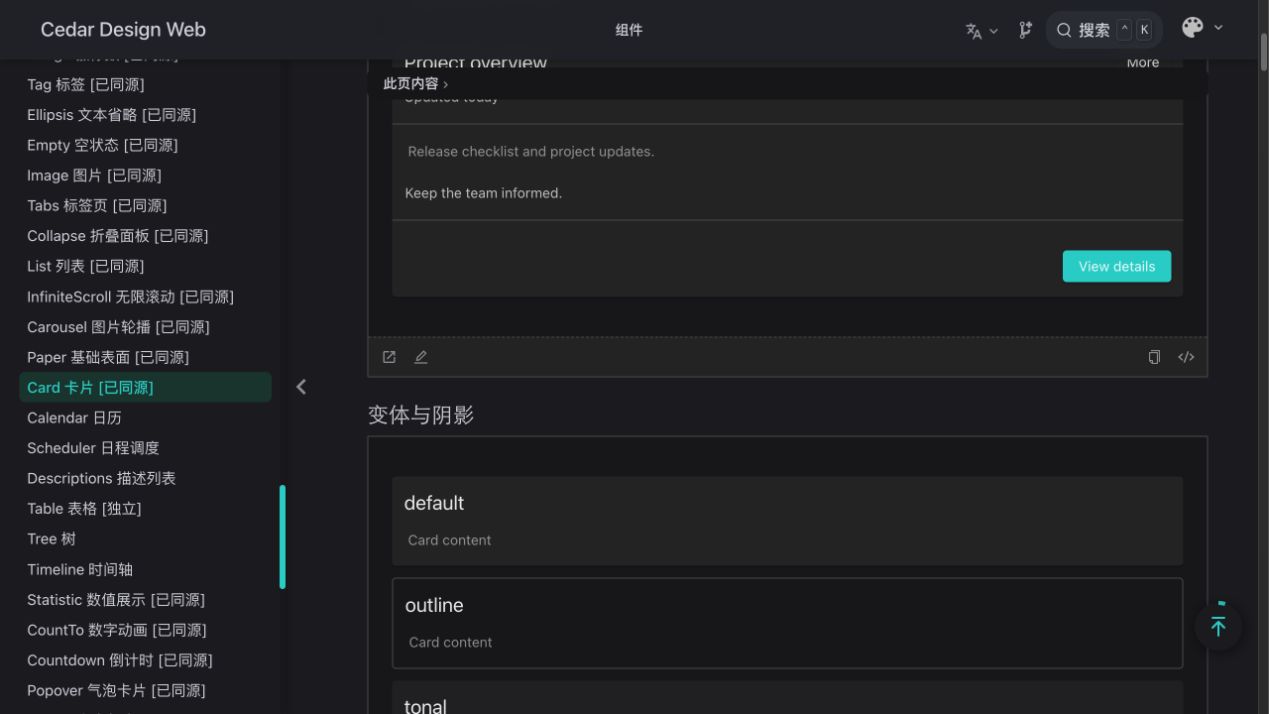 Cedar Design Web
组件
搜索 ^ K
Tag 标签 [已同源]
Ellipsis 文本省略 [已同源]
Empty 空状态 [已同源]
Image 图片 [已同源]
Tabs 标签页 [已同源]
Collapse 折叠面板 [已同源]
List 列表 [已同源]
InfiniteScroll 无限滚动 [已同源]
Carousel 图片轮播 [已同源]
Paper 基础表面 [已同源]
Card 卡片 [已同源]
Calendar 日历
Scheduler 日程调度
Descriptions 描述列表
Table 表格 [独立]
Tree 树
Timeline 时间轴
Statistic 数值展示 [已同源]
CountTo 数字动画 [已同源]
Countdown 倒计时 [已同源]
Popover 气泡卡片 [已同源]
Project overview
More
此页内容 ›
Updated today
Release checklist and project updates.
Keep the team informed.
View details
变体与阴影
default
Card content
outline
Card content
tonal